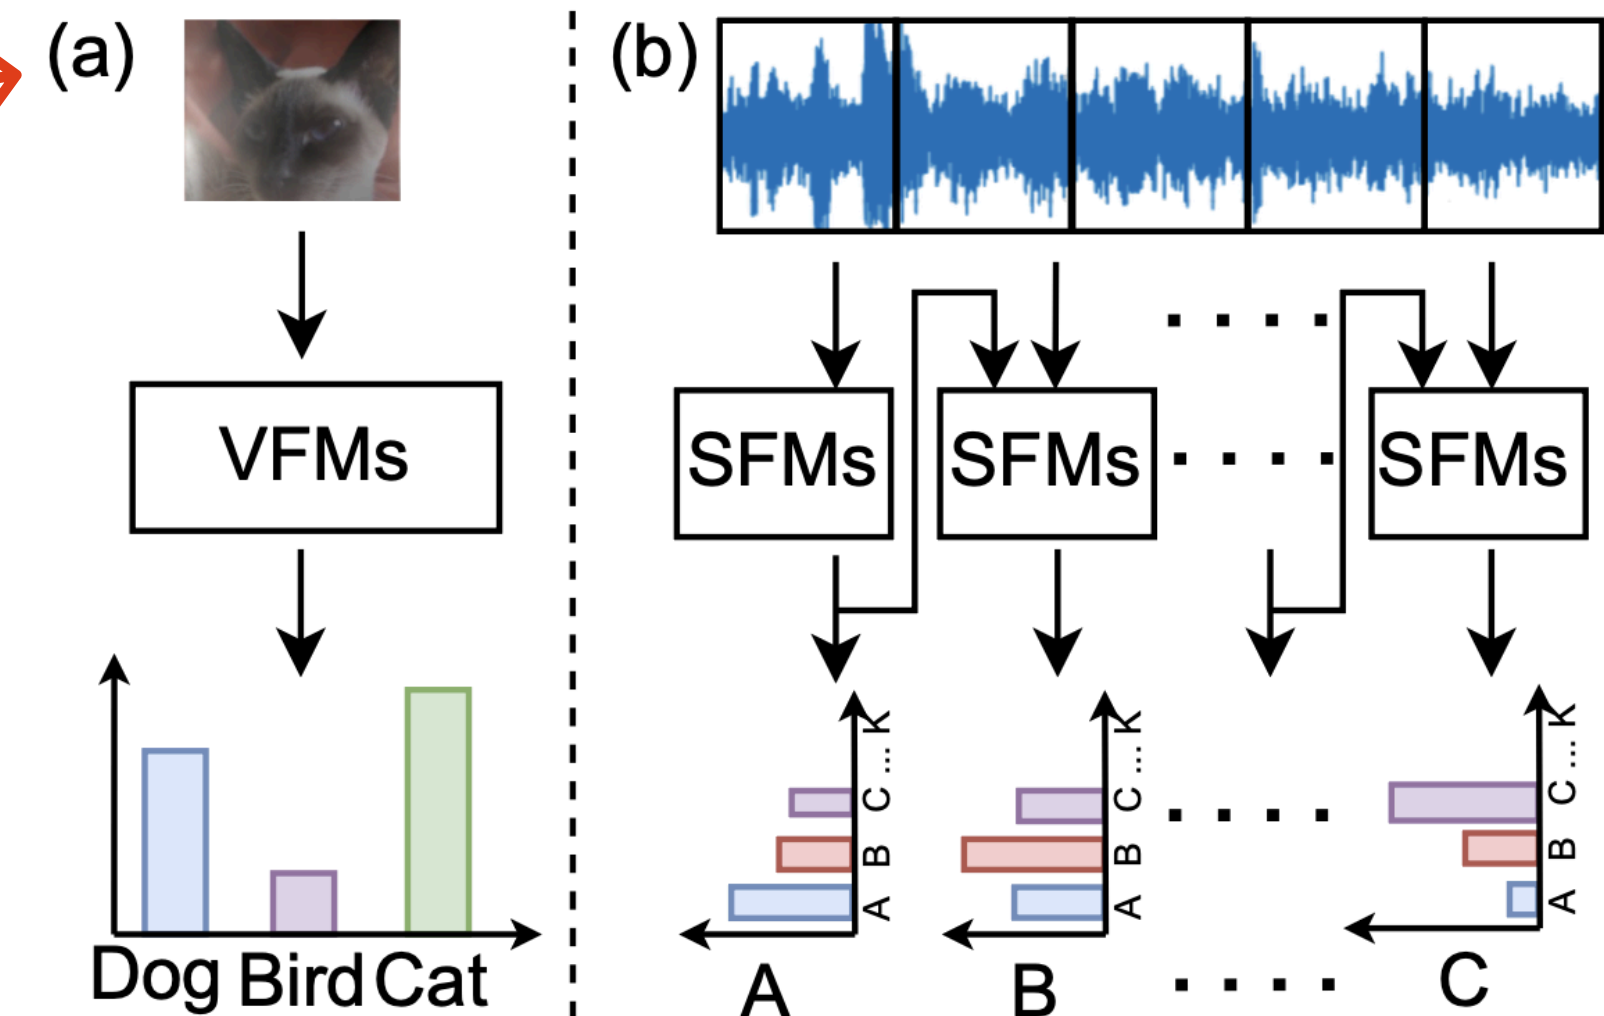 (a)
VFMs
Dog Bird Cat
(b)
SFMs SFMs SFMs
A B C ... K
A B C ... K
A B C ... K
A B C